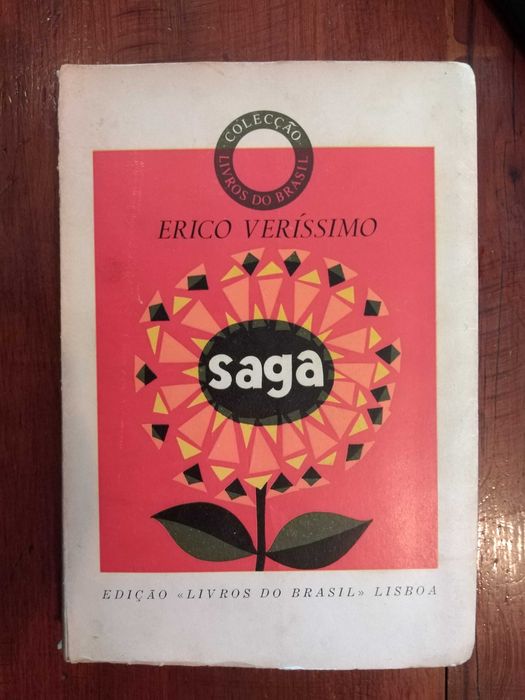 · COLECÇÃO ·
LIVROS DO BRASIL
ERICO VERÍSSIMO
saga
EDIÇÃO «LIVROS DO BRASIL» LISBOA